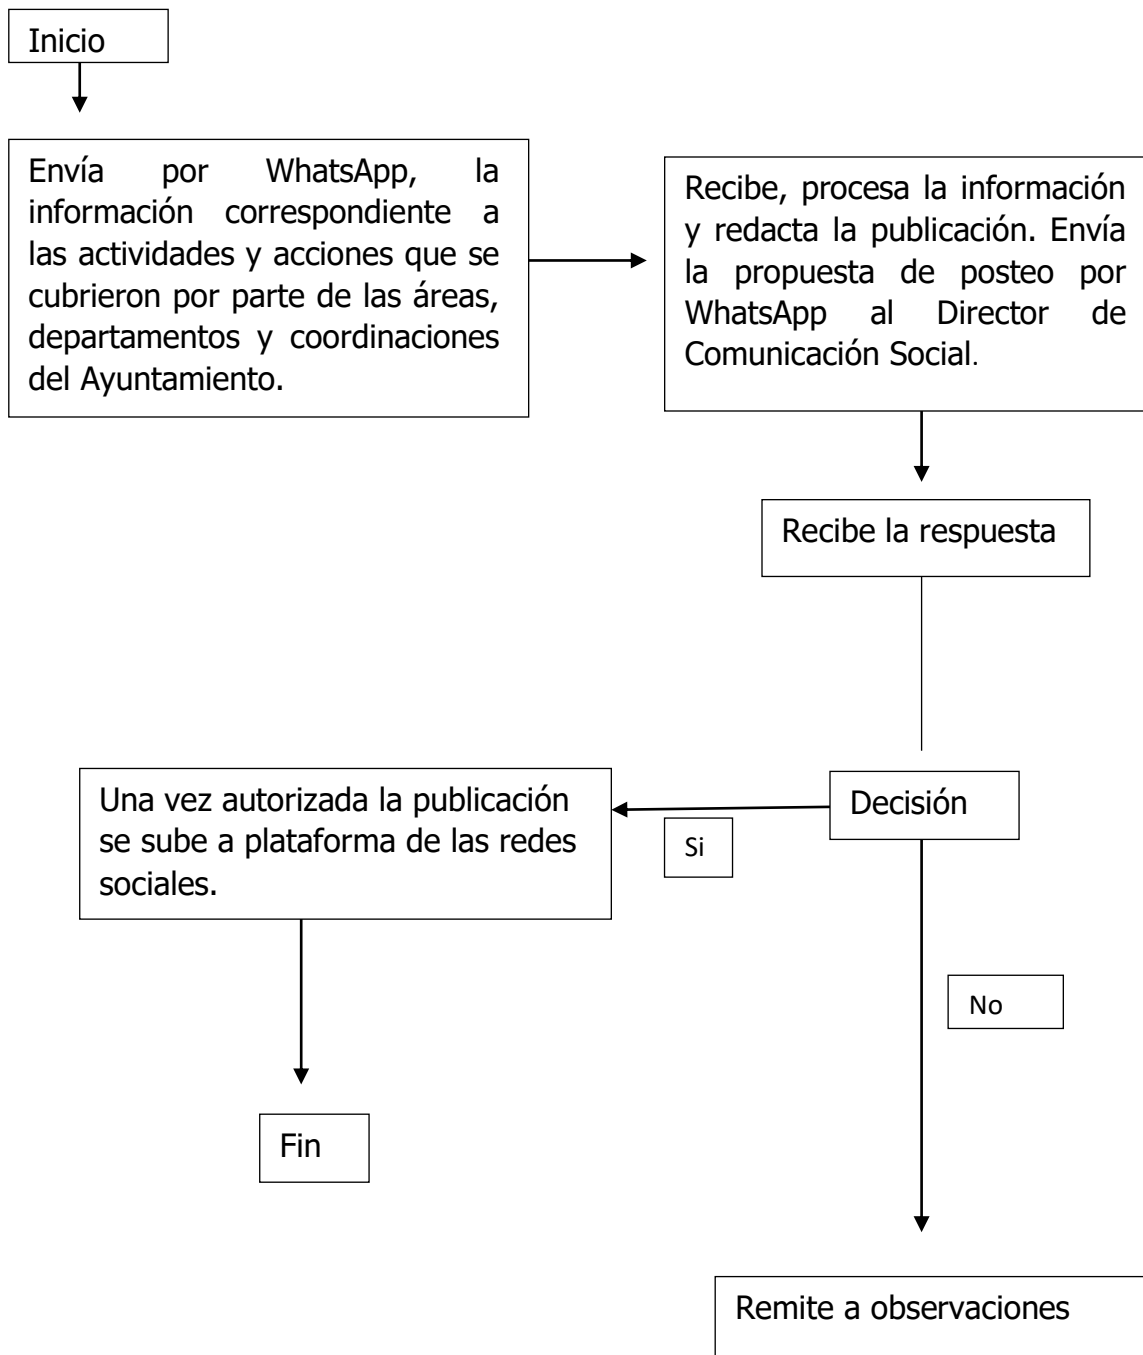 Inicio
Envía por WhatsApp, la
información correspondiente a
las actividades y acciones que se
cubrieron por parte de las áreas,
departamentos y coordinaciones
del Ayuntamiento.
Recibe, procesa la información
y redacta la publicación. Envía
la propuesta de posteo por
WhatsApp al Director de
Comunicación Social.
Recibe la respuesta
Decisión
Si
Una vez autorizada la publicación
se sube a plataforma de las redes
sociales.
No
Fin
Remite a observaciones